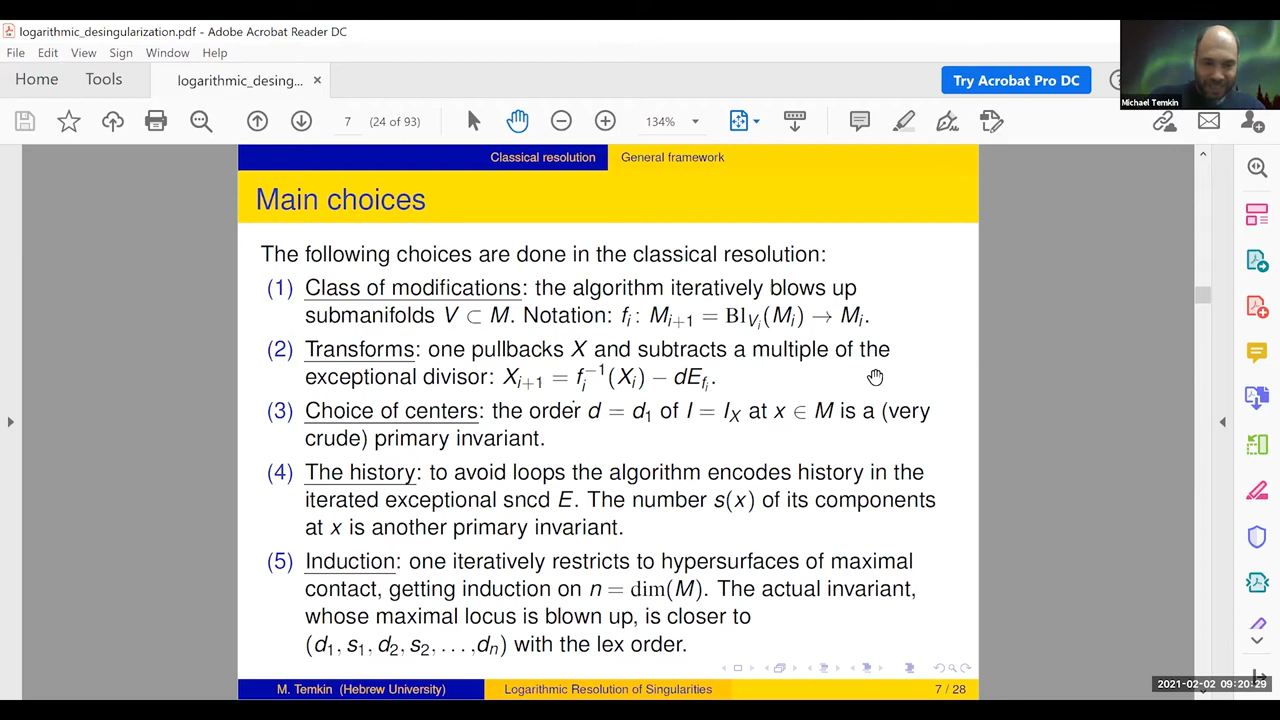 logarithmic_desingularization.pdf - Adobe Acrobat Reader DC
File Edit View Sign Window Help
Home Tools logarithmic_desing... × Try Acrobat Pro DC
Michael Temkin
7 (24 of 93) 134%
Classical resolution General framework
Main choices
The following choices are done in the classical resolution:
(1) Class of modifications: the algorithm iteratively blows up
submanifolds V ⊂ M. Notation: f_i : M_{i+1} = Bl_{V_i}(M_i) → M_i.
(2) Transforms: one pullbacks X and subtracts a multiple of the
exceptional divisor: X_{i+1} = f_i^{-1}(X_i) − dE_{f_i}.
(3) Choice of centers: the order d = d_1 of I = I_X at x ∈ M is a (very
crude) primary invariant.
(4) The history: to avoid loops the algorithm encodes history in the
iterated exceptional sncd E. The number s(x) of its components
at x is another primary invariant.
(5) Induction: one iteratively restricts to hypersurfaces of maximal
contact, getting induction on n = dim(M). The actual invariant,
whose maximal locus is blown up, is closer to
(d_1, s_1, d_2, s_2, . . . ,d_n) with the lex order.
M. Temkin (Hebrew University) Logarithmic Resolution of Singularities 7 / 28
2021-02-02 09:20:29